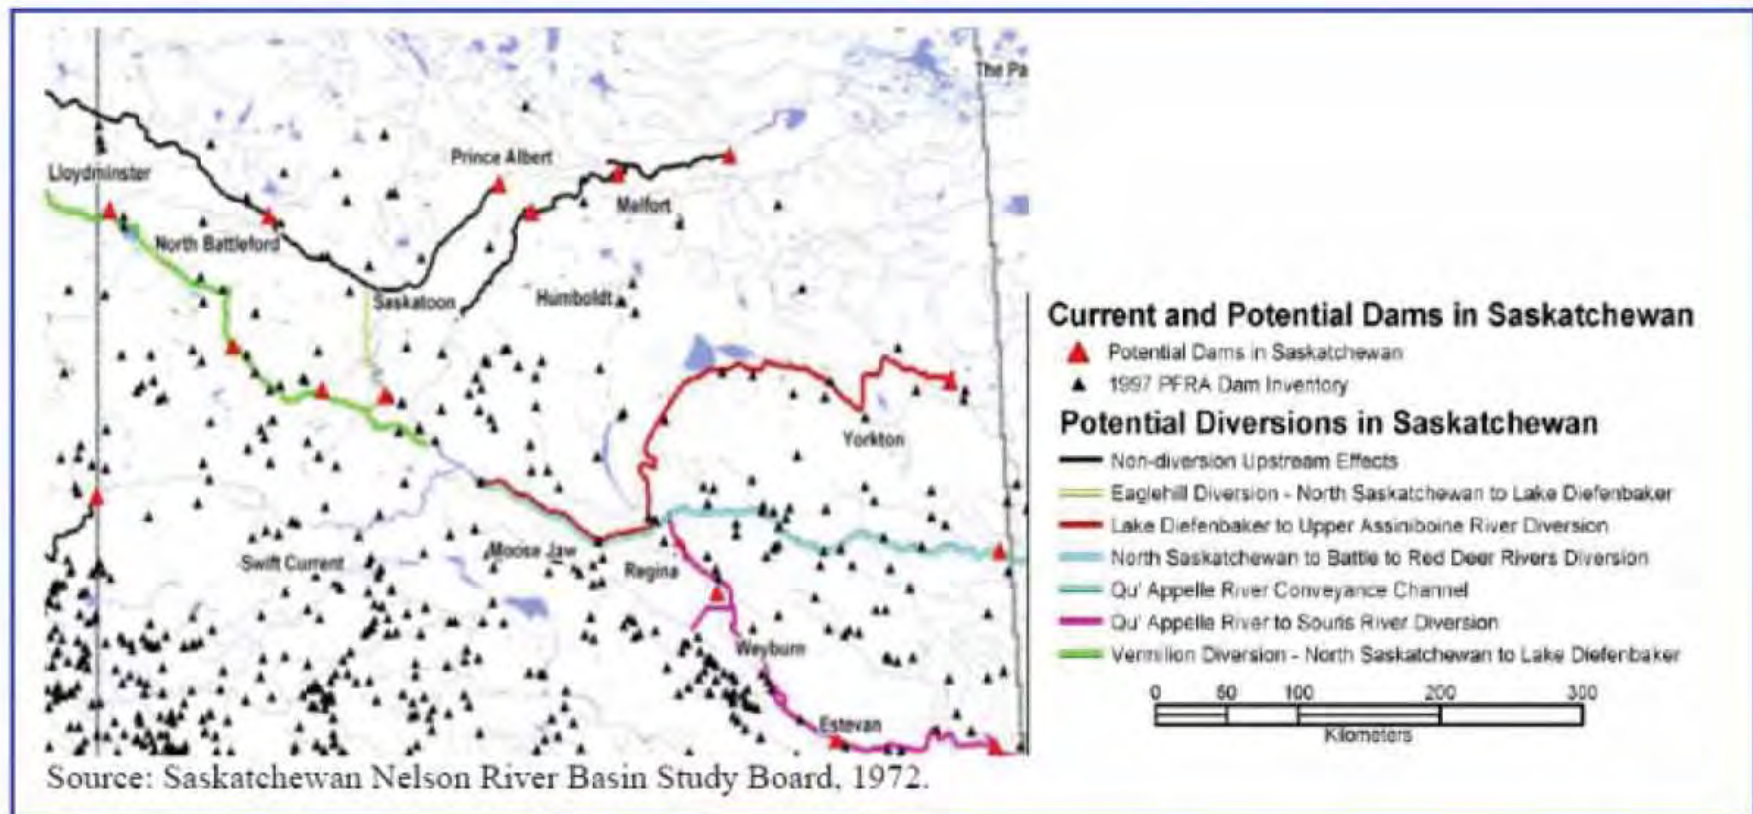 The Pa
Prince Albert
Lloydminster
Melfort
North Battleford
Saskatoon
Humboldt
Yorkton
Swift Current
Moose Jaw
Regina
Weyburn
Estevan
Source: Saskatchewan Nelson River Basin Study Board, 1972.
Current and Potential Dams in Saskatchewan
Potential Dams in Saskatchewan
1997 PFRA Dam Inventory
Potential Diversions in Saskatchewan
Non-diversion Upstream Effects
Eaglehill Diversion - North Saskatchewan to Lake Diefenbaker
Lake Diefenbaker to Upper Assiniboine River Diversion
North Saskatchewan to Battle to Red Deer Rivers Diversion
Qu' Appelle River Conveyance Channel
Qu' Appelle River to Souris River Diversion
Vermilion Diversion - North Saskatchewan to Lake Diefenbaker
0 50 100 200 300
Kilometers